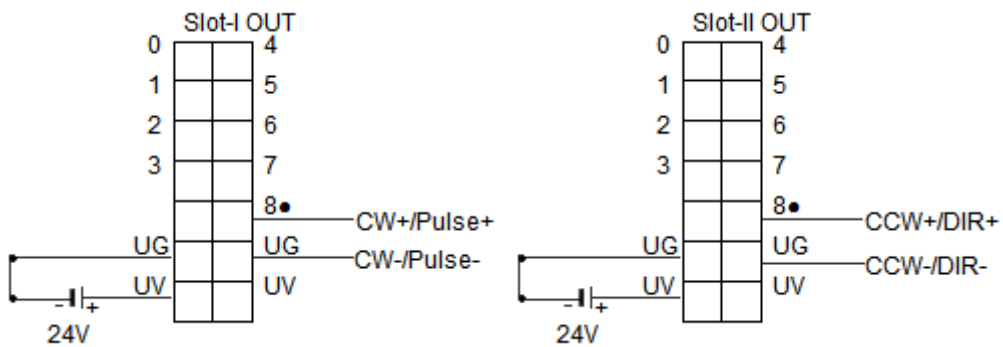 Slot-I OUT
0 4
1 5
2 6
3 7
8●
CW+/Pulse+
UG UG
CW-/Pulse-
UV UV
- +
24V
Slot-II OUT
0 4
1 5
2 6
3 7
8●
CCW+/DIR+
UG UG
CCW-/DIR-
UV UV
- +
24V